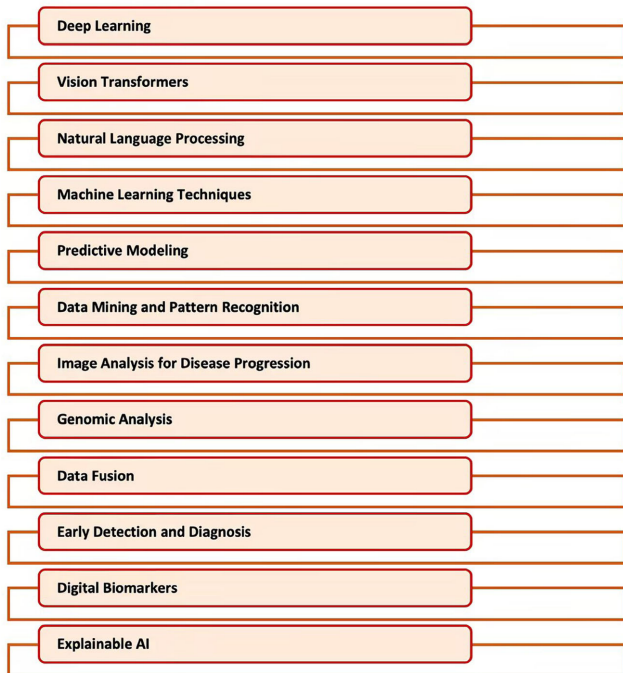 Deep Learning
Vision Transformers
Natural Language Processing
Machine Learning Techniques
Predictive Modeling
Data Mining and Pattern Recognition
Image Analysis for Disease Progression
Genomic Analysis
Data Fusion
Early Detection and Diagnosis
Digital Biomarkers
Explainable AI